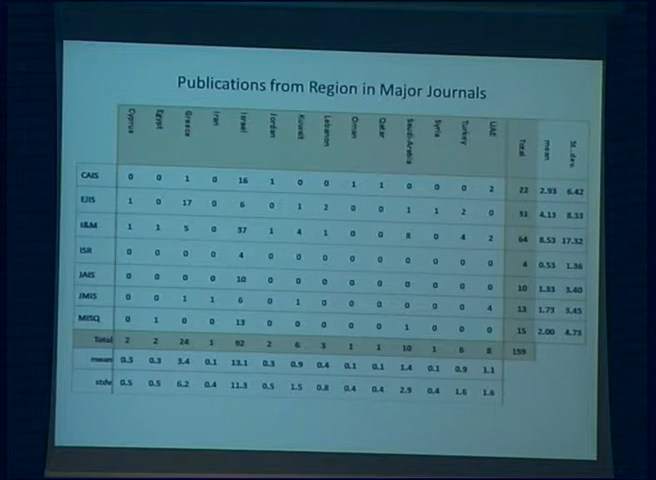 Publications from Region in Major Journals
Cyprus Egypt Greece Iran Israel Jordan Kuwait Lebanon Oman Qatar Saudi-Arabia Syria Turkey UAE Total mean St. dev.
CAIS 0 0 1 0 16 1 0 0 1 1 0 0 0 2 22 2.93 6.42
EJIS 1 0 17 0 6 0 1 2 0 0 1 1 2 0 31 4.13 8.33
I&M 1 1 5 0 37 1 4 1 0 0 8 0 4 2 64 8.53 17.32
ISR 0 0 0 0 4 0 0 0 0 0 0 0 0 0 4 0.53 1.36
JAIS 0 0 0 0 10 0 0 0 0 0 0 0 0 0 10 1.33 3.40
JMIS 0 0 1 1 6 0 1 0 0 0 0 0 0 4 13 1.73 3.45
MISQ 0 1 0 0 13 0 0 0 0 0 1 0 0 0 15 2.00 4.73
Total 2 2 24 1 92 2 6 3 1 1 10 1 6 8 159
mean 0.3 0.3 3.4 0.1 13.1 0.3 0.9 0.4 0.1 0.1 1.4 0.1 0.9 1.1
stdv 0.5 0.5 6.2 0.4 11.3 0.5 1.5 0.8 0.4 0.4 2.9 0.4 1.6 1.6